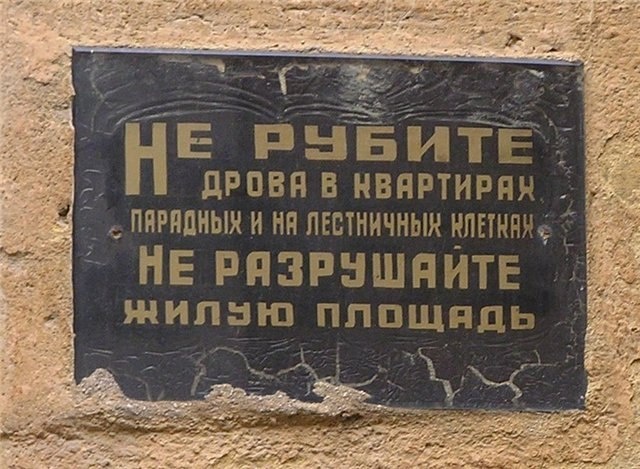 Не рубите
дрова в квартирах,
парадных и на лестничных клетках
Не разрушайте
жилую площадь